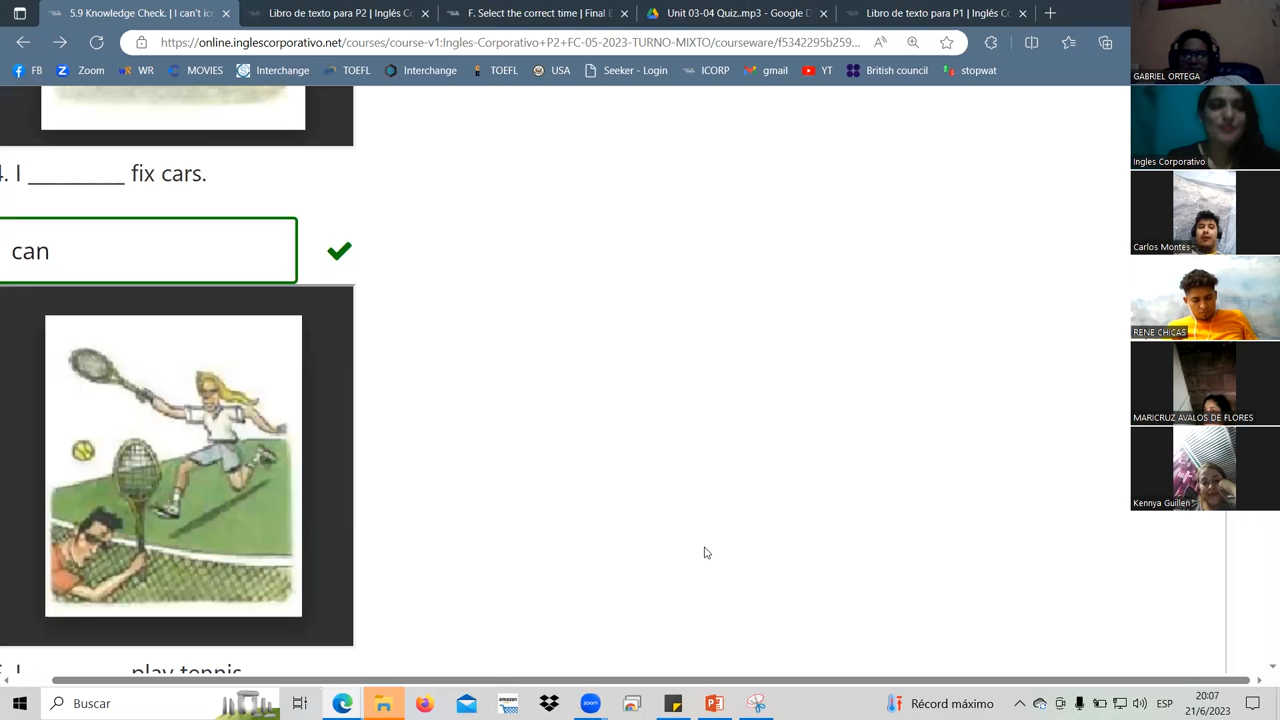 5.9 Knowledge Check. | I can't ic
Libro de texto para P2 | Inglés Co
F. Select the correct time | Final E
Unit 03-04 Quiz..mp3 - Google D
Libro de texto para P1 | Inglés Co
https://online.inglescorporativo.net/courses/course-v1:Ingles-Corporativo+P2+FC-05-2023-TURNO-MIXTO/courseware/f5342295b259...
FB
Zoom
WR
MOVIES
Interchange
TOEFL
Interchange
TOEFL
USA
Seeker - Login
ICORP
gmail
YT
British council
stopwat
GABRIEL ORTEGA
Ingles Corporativo
Carlos Montes
RENE CHICAS
MARICRUZ AVALOS DE FLORES
Kennya Guillen
4. I _________ fix cars.
can
play tennis
Buscar
Récord máximo
ESP
20:07
21/6/2023